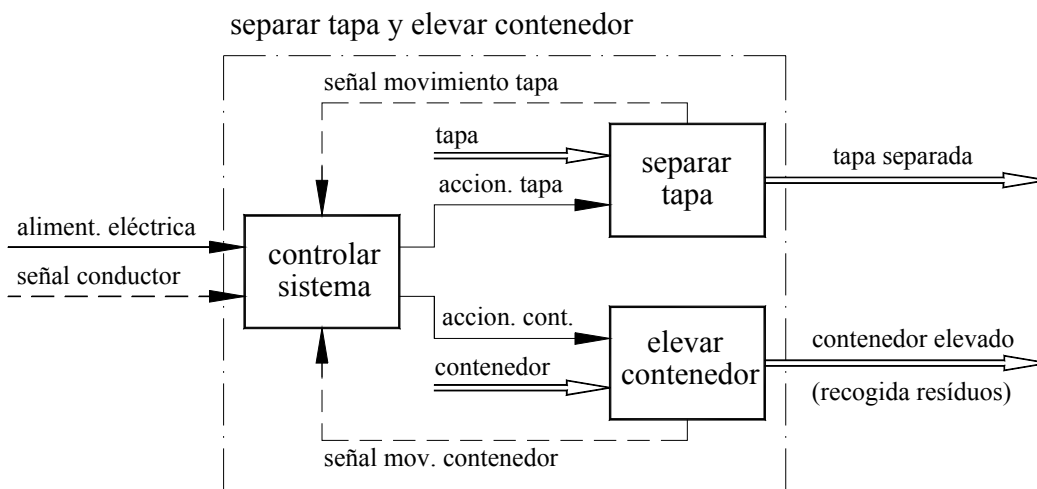 separar tapa y elevar contenedor
señal movimiento tapa
tapa
accion. tapa
separar
tapa
tapa separada
aliment. eléctrica
señal conductor
controlar
sistema
accion. cont.
contenedor
elevar
contenedor
contenedor elevado
(recogida resíduos)
señal mov. contenedor